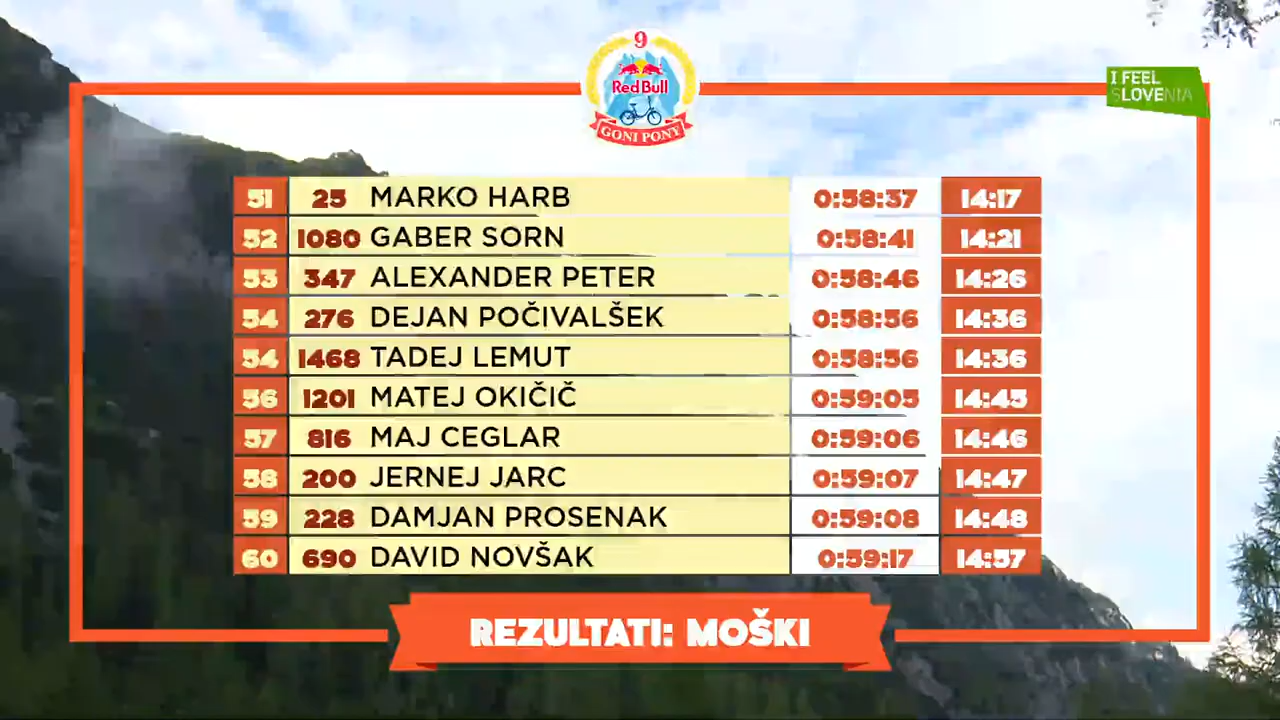 9
Red Bull
GONI PONY
I FEEL
SLOVENIA
51 25 MARKO HARB 0:58:37 14:17
52 1080 GABER SORN 0:58:41 14:21
53 347 ALEXANDER PETER 0:58:46 14:26
54 276 DEJAN POČIVALŠEK 0:58:56 14:36
54 1468 TADEJ LEMUT 0:58:56 14:36
56 1201 MATEJ OKIČIČ 0:59:05 14:45
57 816 MAJ CEGLAR 0:59:06 14:46
58 200 JERNEJ JARC 0:59:07 14:47
59 228 DAMJAN PROSENAK 0:59:08 14:48
60 690 DAVID NOVŠAK 0:59:17 14:57
REZULTATI: MOŠKI